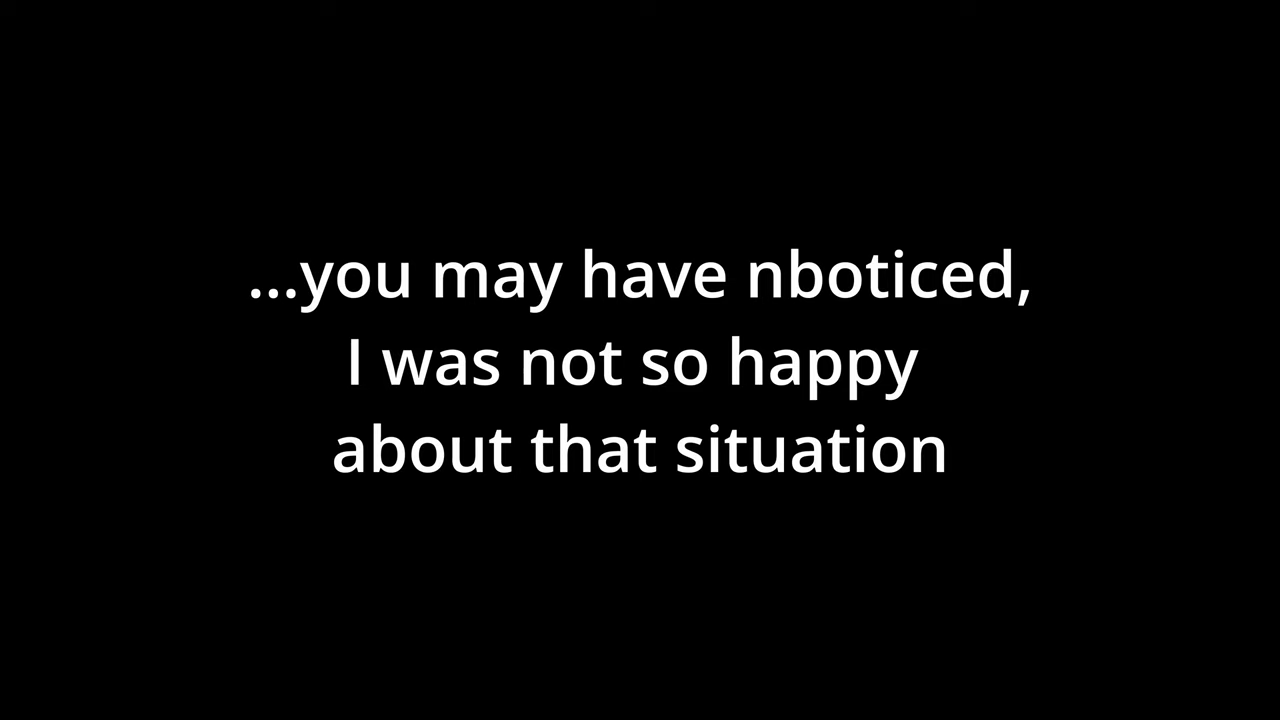 ...you may have nboticed,
I was not so happy
about that situation